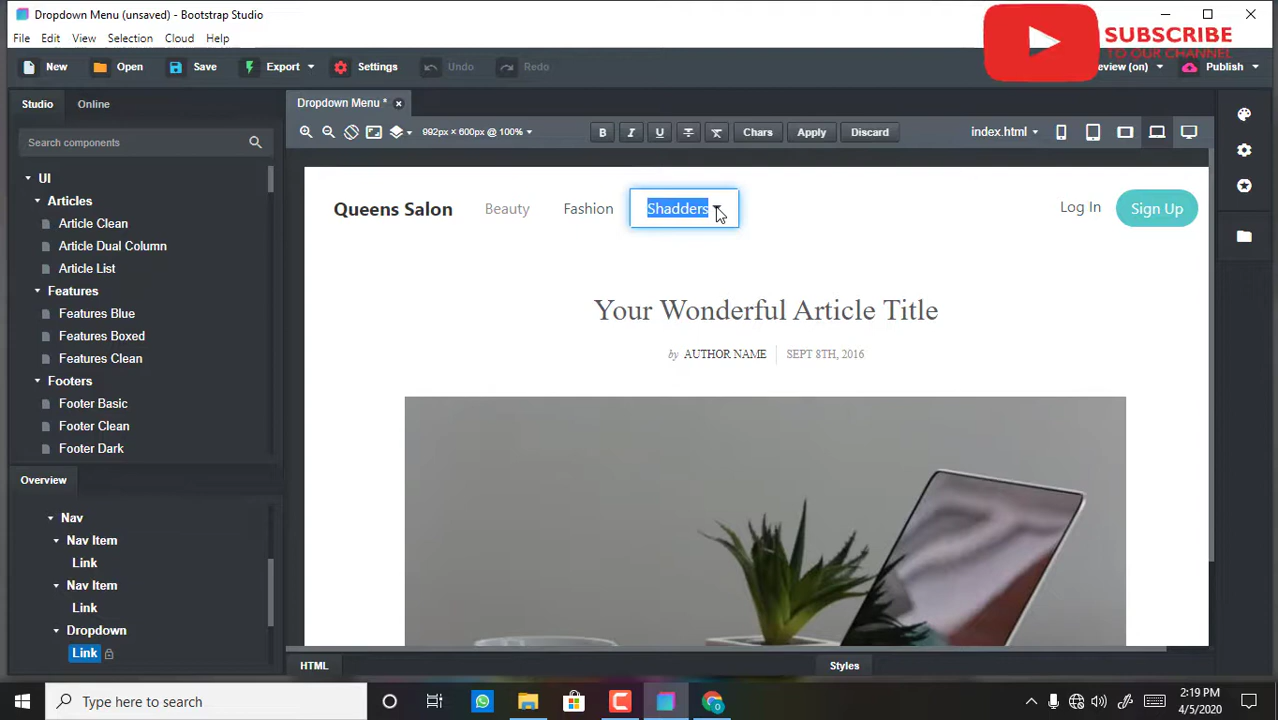 Dropdown Menu (unsaved) - Bootstrap Studio
File Edit View Selection Cloud Help
SUBSCRIBE
TO OUR CHANNEL
New Open Save Export Settings Undo Redo
review (on) Publish
Studio Online
Dropdown Menu *
Search components
992px × 600px @ 100%
B I U S Chars Apply Discard
index.html
UI
Articles
Article Clean
Article Dual Column
Article List
Features
Features Blue
Features Boxed
Features Clean
Footers
Footer Basic
Footer Clean
Footer Dark
Queens Salon Beauty Fashion Shadders Log In Sign Up
Your Wonderful Article Title
by AUTHOR NAME SEPT 8TH, 2016
Overview
Nav
Nav Item
Link
Nav Item
Link
Dropdown
Link
HTML Styles
Type here to search
2:19 PM
4/5/2020